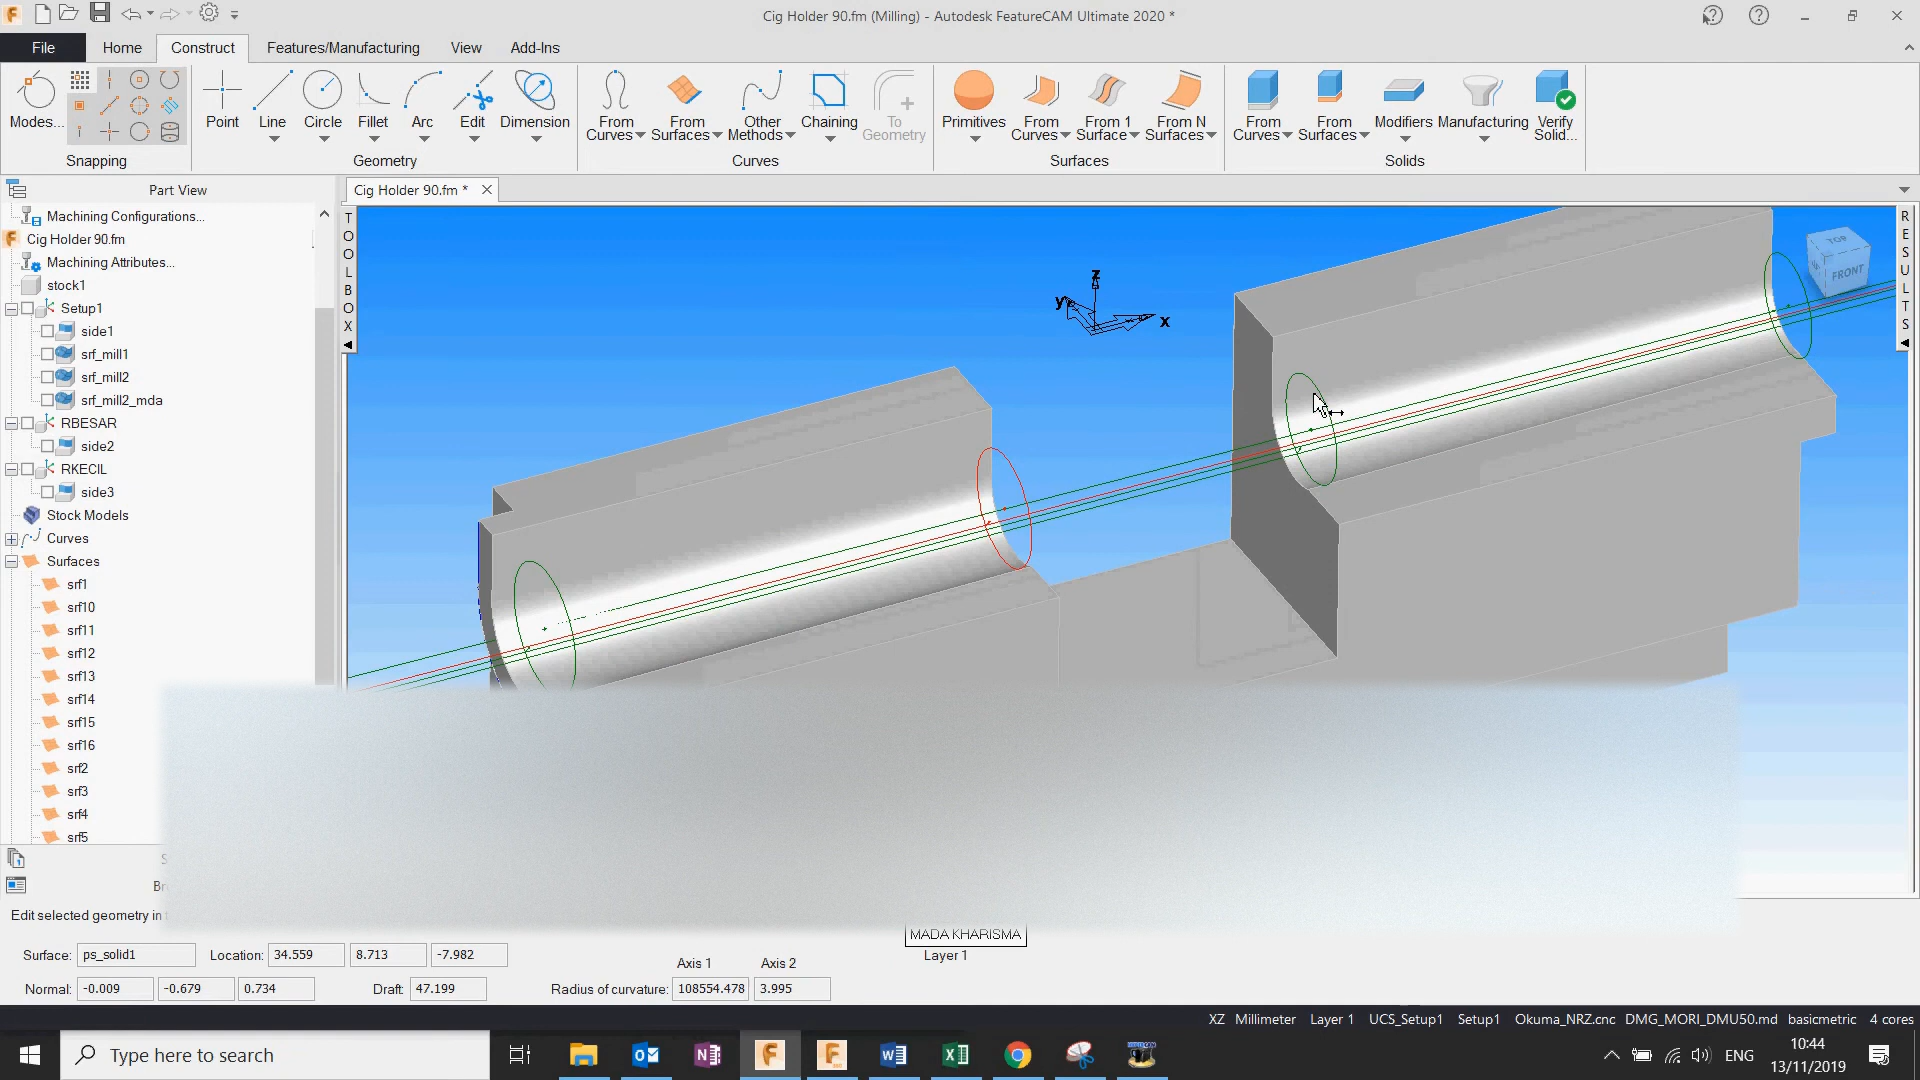 Cig Holder 90.fm (Milling) - Autodesk FeatureCAM Ultimate 2020 *
File Home Construct Features/Manufacturing View Add-Ins
Modes... Point Line Circle Fillet Arc Edit Dimension From Curves From Surfaces Other Methods Chaining To Geometry Primitives From Curves From 1 Surface From N Surfaces From Curves From Surfaces Modifiers Manufacturing Verify Solid...
Snapping Geometry Curves Surfaces Solids
Part View
Cig Holder 90.fm *
Machining Configurations...
Cig Holder 90.fm
Machining Attributes...
stock1
Setup1
side1
srf_mill1
srf_mill2
srf_mill2_mda
RBESAR
side2
RKECIL
side3
Stock Models
Curves
Surfaces
srf1
srf10
srf11
srf12
srf13
srf14
srf15
srf16
srf2
srf3
srf4
srf5
TOOLBOX
z
y
x
TOP
FRONT
RESULTS
Edit selected geometry in
MADA KHARISMA
Surface: ps_solid1 Location: 34.559 8.713 -7.982
Axis 1 Axis 2
Layer 1
Normal: -0.009 -0.679 0.734 Draft: 47.199 Radius of curvature: 108554.478 3.995
XZ Millimeter Layer 1 UCS_Setup1 Setup1 Okuma_NRZ.cnc DMG_MORI_DMU50.md basicmetric 4 cores
Type here to search
ENG
10:44
13/11/2019